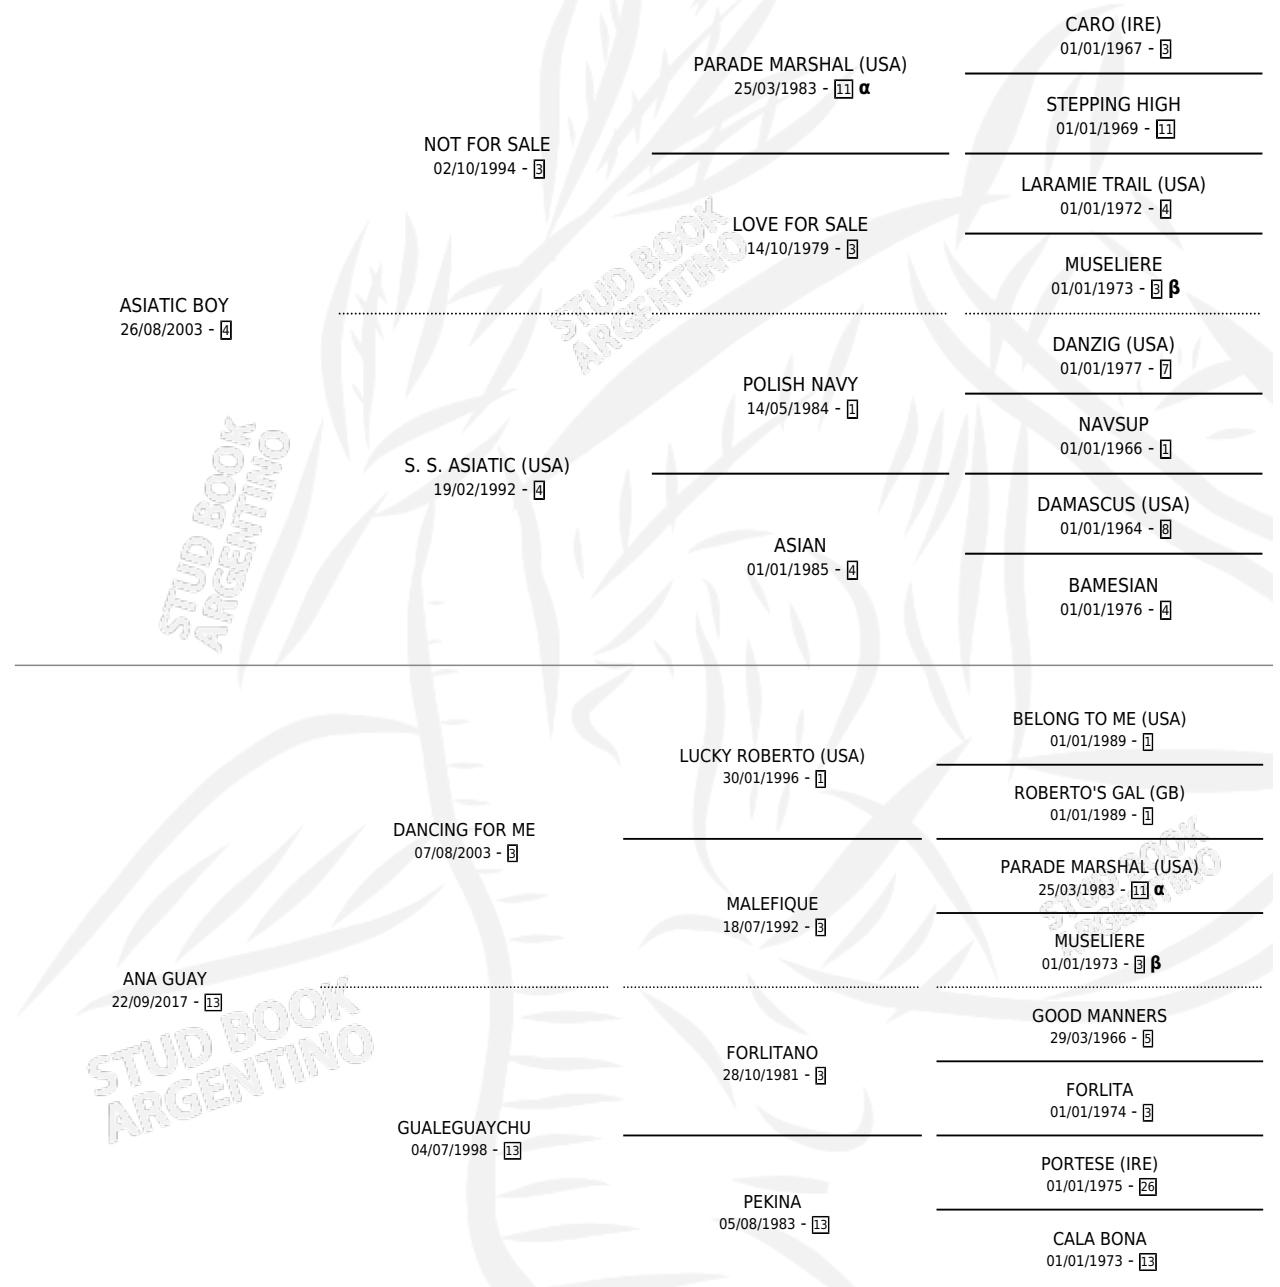 CARO (IRE)
01/01/1967 - 3
PARADE MARSHAL (USA)
25/03/1983 - 11 α
STEPPING HIGH
01/01/1969 - 11
NOT FOR SALE
02/10/1994 - 3
LARAMIE TRAIL (USA)
01/01/1972 - 4
LOVE FOR SALE
14/10/1979 - 3
MUSELIERE
01/01/1973 - 3 β
ASIATIC BOY
26/08/2003 - 4
DANZIG (USA)
01/01/1977 - 7
POLISH NAVY
14/05/1984 - 1
NAVSUP
01/01/1966 - 1
S. S. ASIATIC (USA)
19/02/1992 - 4
DAMASCUS (USA)
01/01/1964 - 8
ASIAN
01/01/1985 - 4
BAMESIAN
01/01/1976 - 4
BELONG TO ME (USA)
01/01/1989 - 1
LUCKY ROBERTO (USA)
30/01/1996 - 1
ROBERTO'S GAL (GB)
01/01/1989 - 1
DANCING FOR ME
07/08/2003 - 3
PARADE MARSHAL (USA)
25/03/1983 - 11 α
MALEFIQUE
18/07/1992 - 3
MUSELIERE
01/01/1973 - 3 β
ANA GUAY
22/09/2017 - 13
GOOD MANNERS
29/03/1966 - 5
FORLITANO
28/10/1981 - 3
FORLITA
01/01/1974 - 3
GUALEGUAYCHU
04/07/1998 - 13
PORTESE (IRE)
01/01/1975 - 26
PEKINA
05/08/1983 - 13
CALA BONA
01/01/1973 - 13
STUD BOOK
ARGENTINO
STUD BOOK
ARGENTINO
STUD BOOK
ARGENTINO
STUD BOOK
ARGENTINO